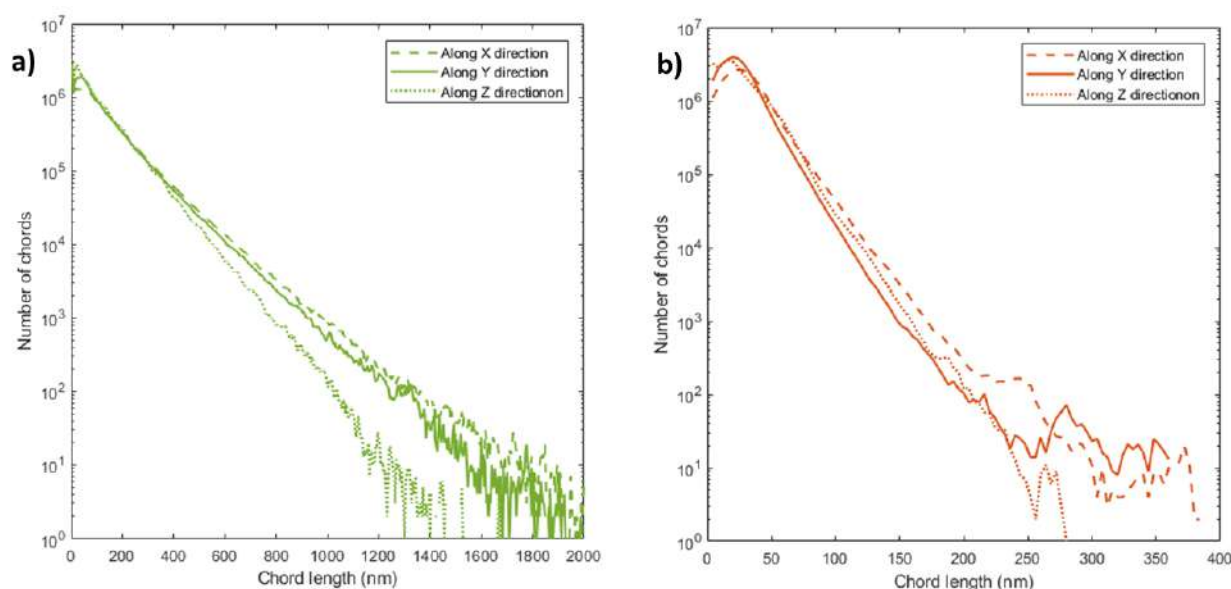 a)
10^7
10^6
10^5
10^4
10^3
10^2
10^1
10^0
Number of chords
Along X direction
Along Y direction
Along Z directionon
0 200 400 600 800 1000 1200 1400 1600 1800 2000
Chord length (nm)
b)
10^7
10^6
10^5
10^4
10^3
10^2
10^1
10^0
Number of chords
Along X direction
Along Y direction
Along Z directionon
0 50 100 150 200 250 300 350 400
Chord length (nm)